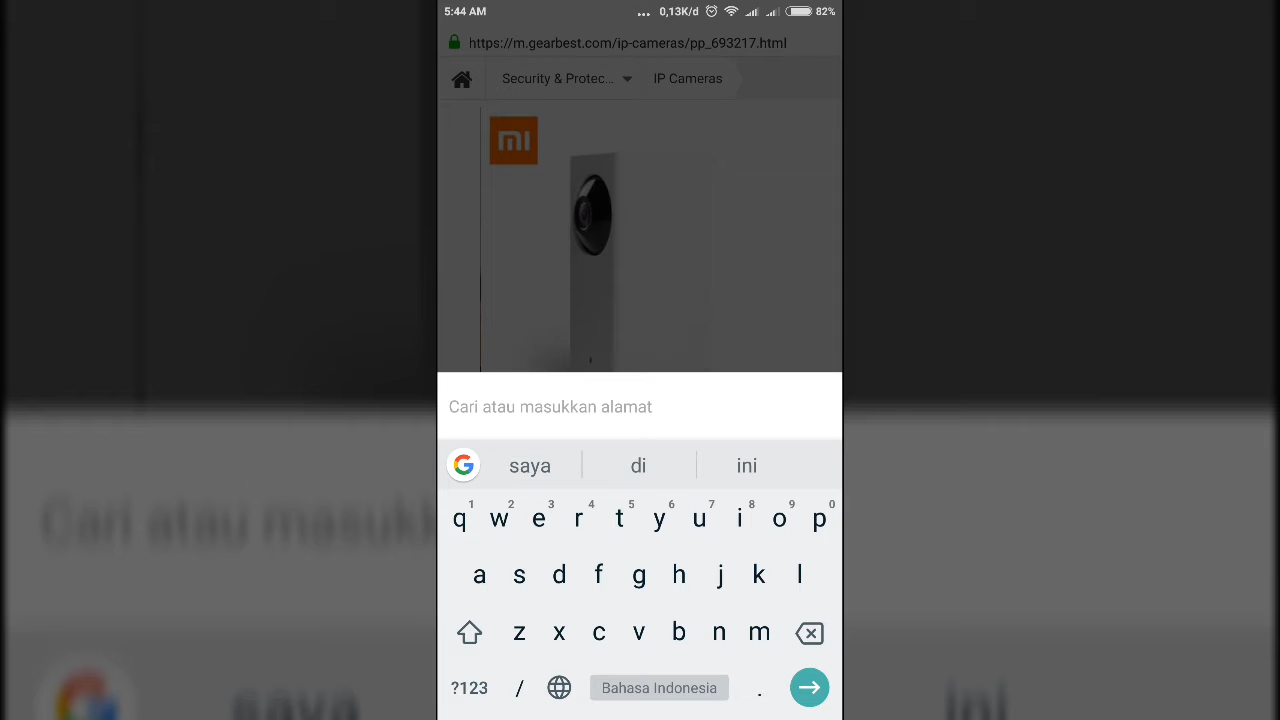 5:44 AM ... 0,13K/d 82%
https://m.gearbest.com/ip-cameras/pp_693217.html
Security & Protec... IP Cameras
mi
Cari atau masukkan alamat
saya di ini
1 2 3 4 5 6 7 8 9 0
q w e r t y u i o p
a s d f g h j k l
z x c v b n m
?123 / Bahasa Indonesia .